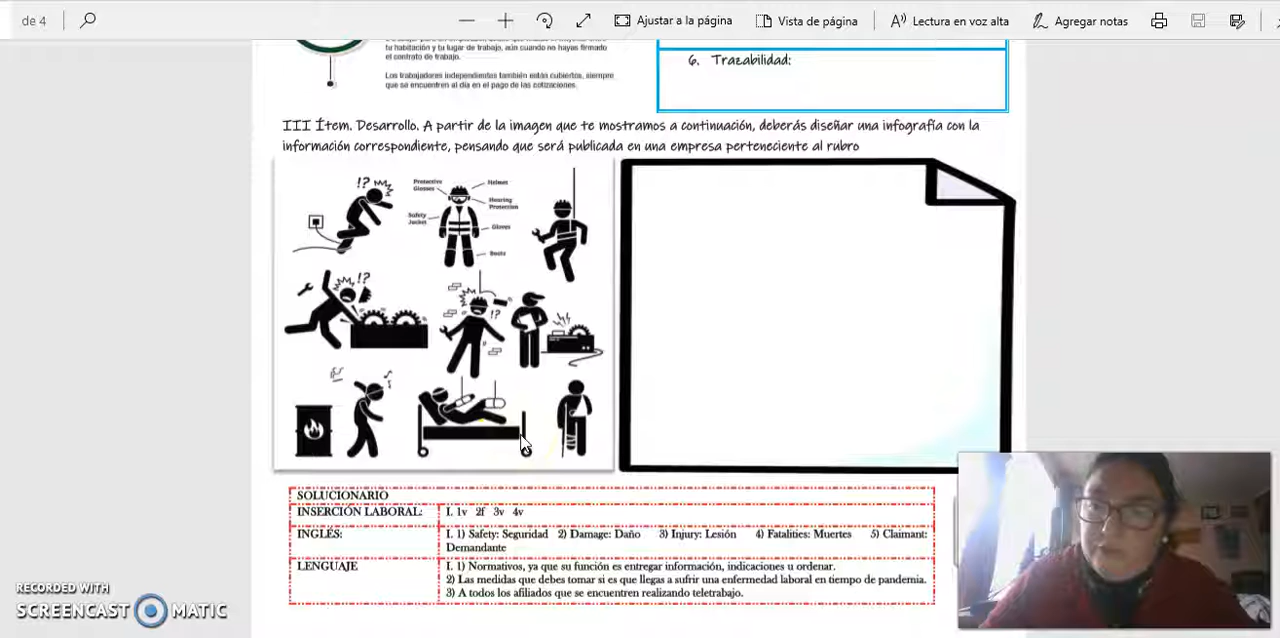 de 4
Ajustar a la página
Vista de página
Lectura en voz alta
Agregar notas
tu habitación y tu lugar de trabajo, aún cuando no hayas firmado
el contrato de trabajo.
Los trabajadores independientes también están cubiertos, siempre
que se encuentren al día en el pago de las cotizaciones.
6. Trazabilidad:
III Ítem. Desarrollo. A partir de la imagen que te mostramos a continuación, deberás diseñar una infografía con la
información correspondiente, pensando que será publicada en una empresa perteneciente al rubro
!?
Protective
Glasses
Helmet
Hearing
Protection
Safety
Jacket
Gloves
Boots
!?
!?
SOLUCIONARIO
INSERCIÓN LABORAL: I. 1v 2f 3v 4v
INGLÉS: I. 1) Safety: Seguridad 2) Damage: Daño 3) Injury: Lesión 4) Fatalities: Muertes 5) Claimant:
Demandante
LENGUAJE I. 1) Normativos, ya que su función es entregar información, indicaciones u ordenar.
2) Las medidas que debes tomar si es que llegas a sufrir una enfermedad laboral en tiempo de pandemia.
3) A todos los afiliados que se encuentren realizando teletrabajo.
RECORDED WITH
SCREENCAST MATIC